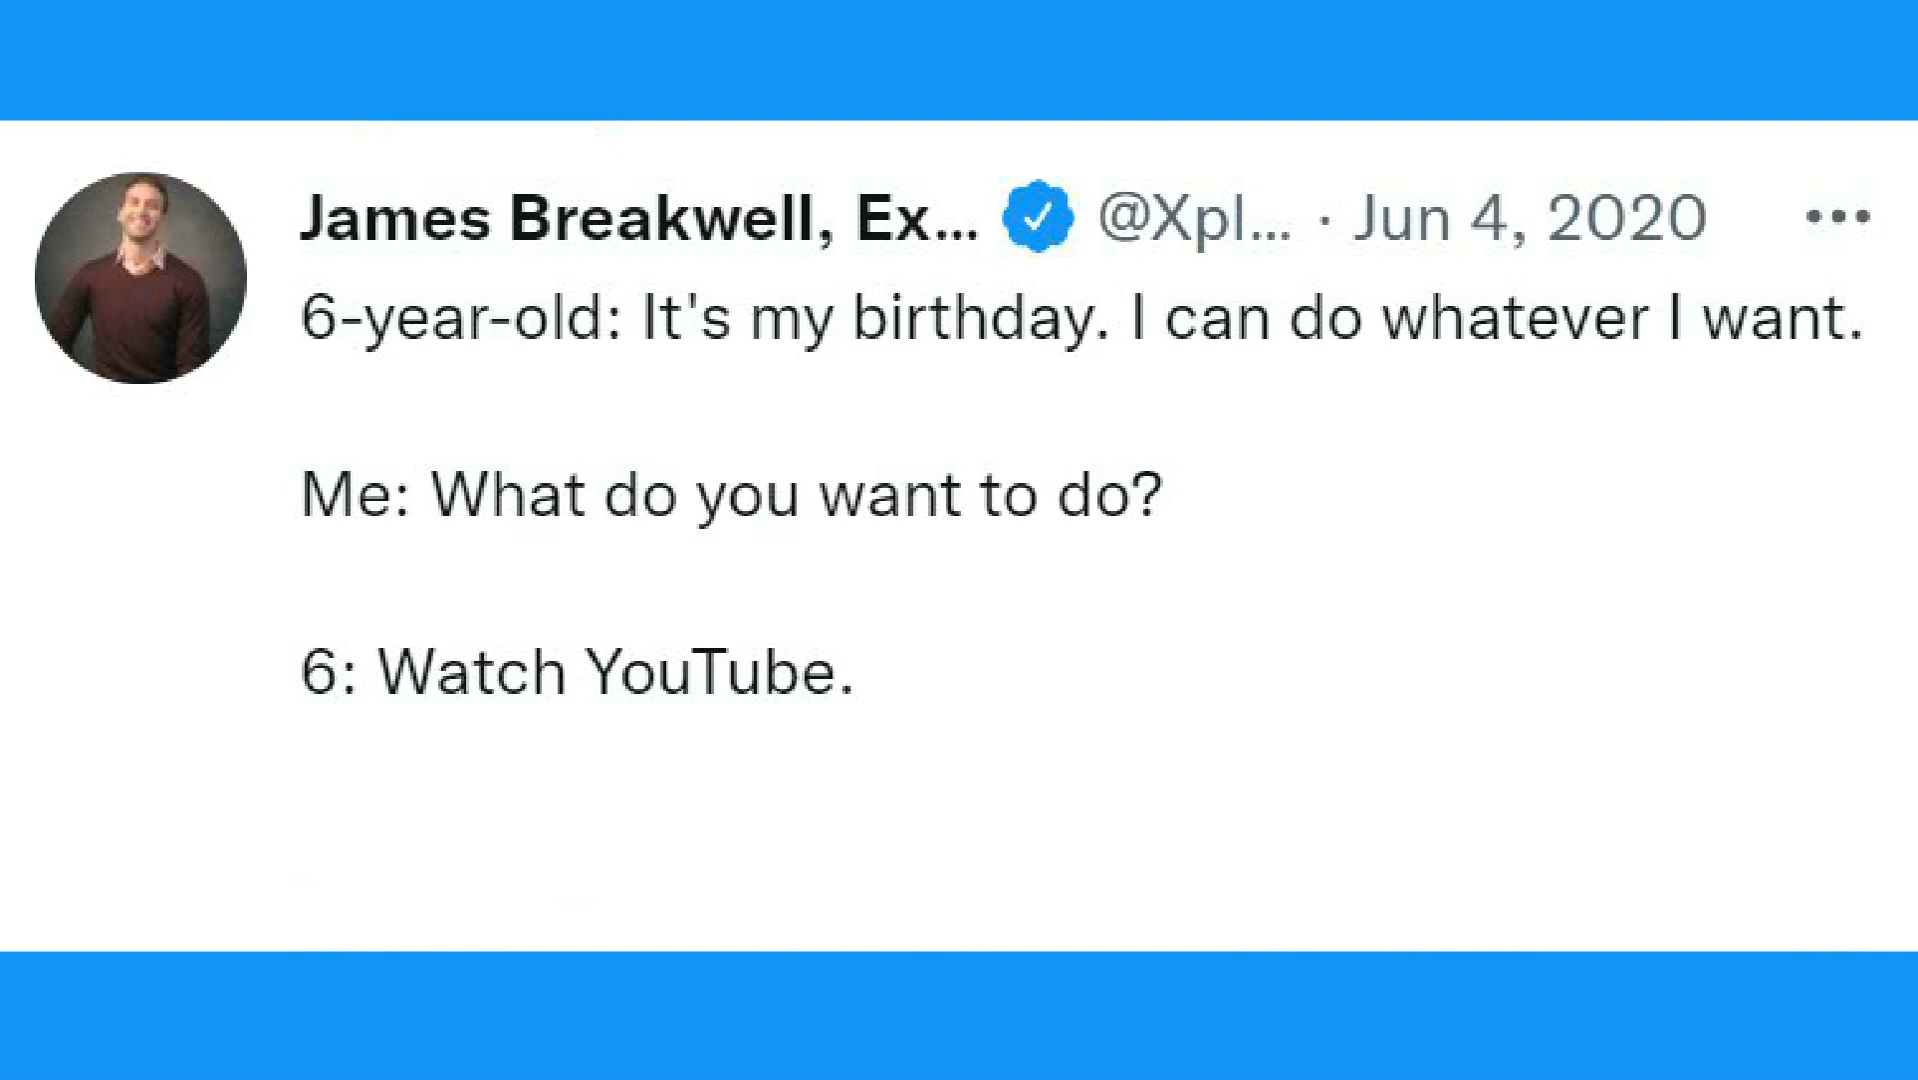 James Breakwell, Ex... @Xpl... · Jun 4, 2020
6-year-old: It's my birthday. I can do whatever I want.
Me: What do you want to do?
6: Watch YouTube.